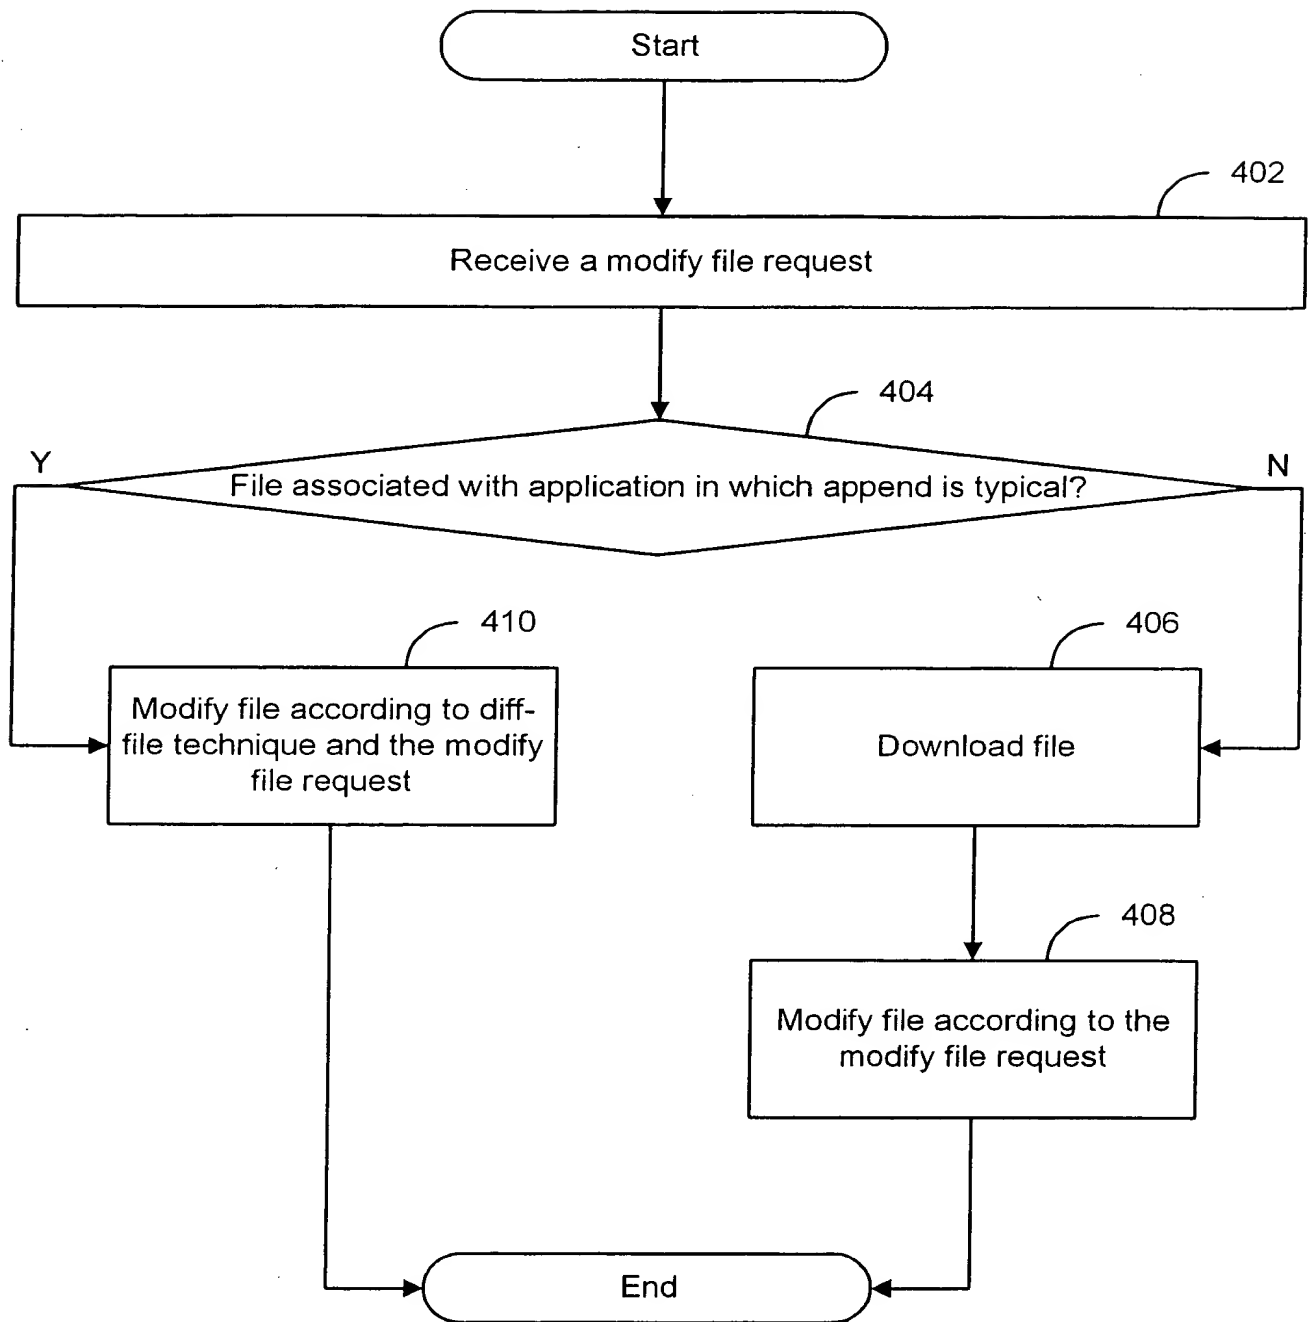 Start
402
Receive a modify file request
404
Y
N
File associated with application in which append is typical?
410
406
Modify file according to diff-
file technique and the modify
file request
Download file
408
Modify file according to the
modify file request
End